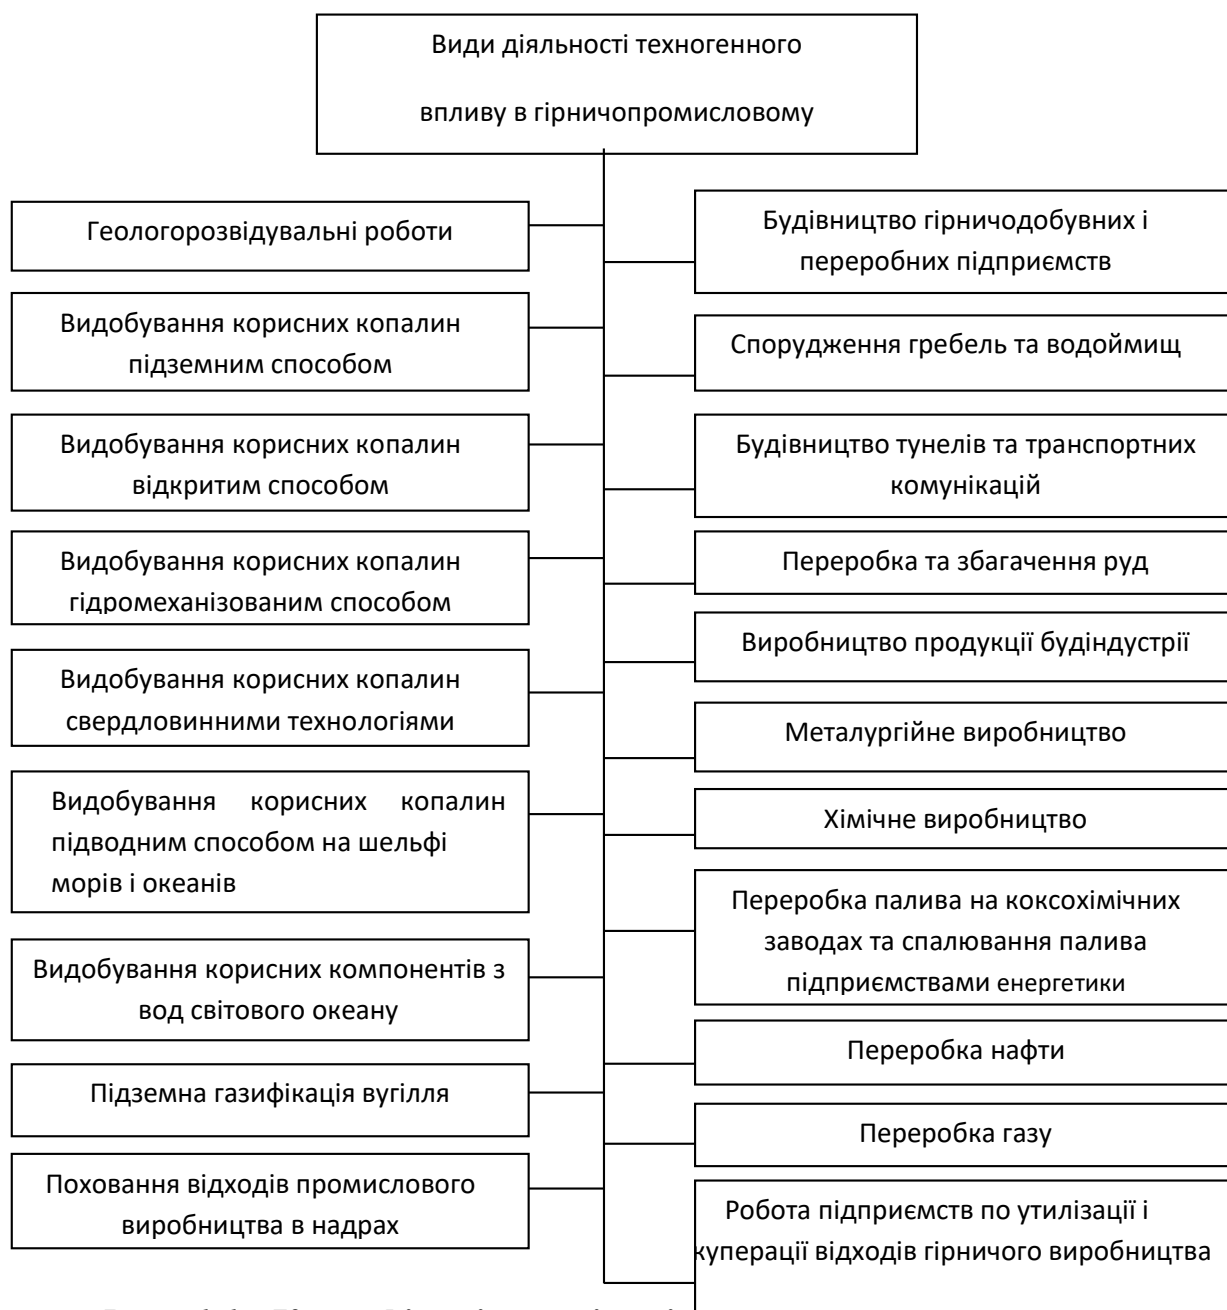 Види діяльності техногенного
впливу в гірничопромисловому
Геологорозвідувальні роботи
Видобування корисних копалин
підземним способом
Видобування корисних копалин
відкритим способом
Видобування корисних копалин
гідромеханізованим способом
Видобування корисних копалин
свердловинними технологіями
Видобування корисних копалин
підводним способом на шельфі
морів і океанів
Видобування корисних компонентів з
вод світового океану
Підземна газифікація вугілля
Поховання відходів промислового
виробництва в надрах
Будівництво гірничодобувних і
переробних підприємств
Спорудження гребель та водоймищ
Будівництво тунелів та транспортних
комунікацій
Переробка та збагачення руд
Виробництво продукції будіндустрії
Металургійне виробництво
Хімічне виробництво
Переробка палива на коксохімічних
заводах та спалювання палива
підприємствами енергетики
Переробка нафти
Переробка газу
Робота підприємств по утилізації і
куперації відходів гірничого виробництва